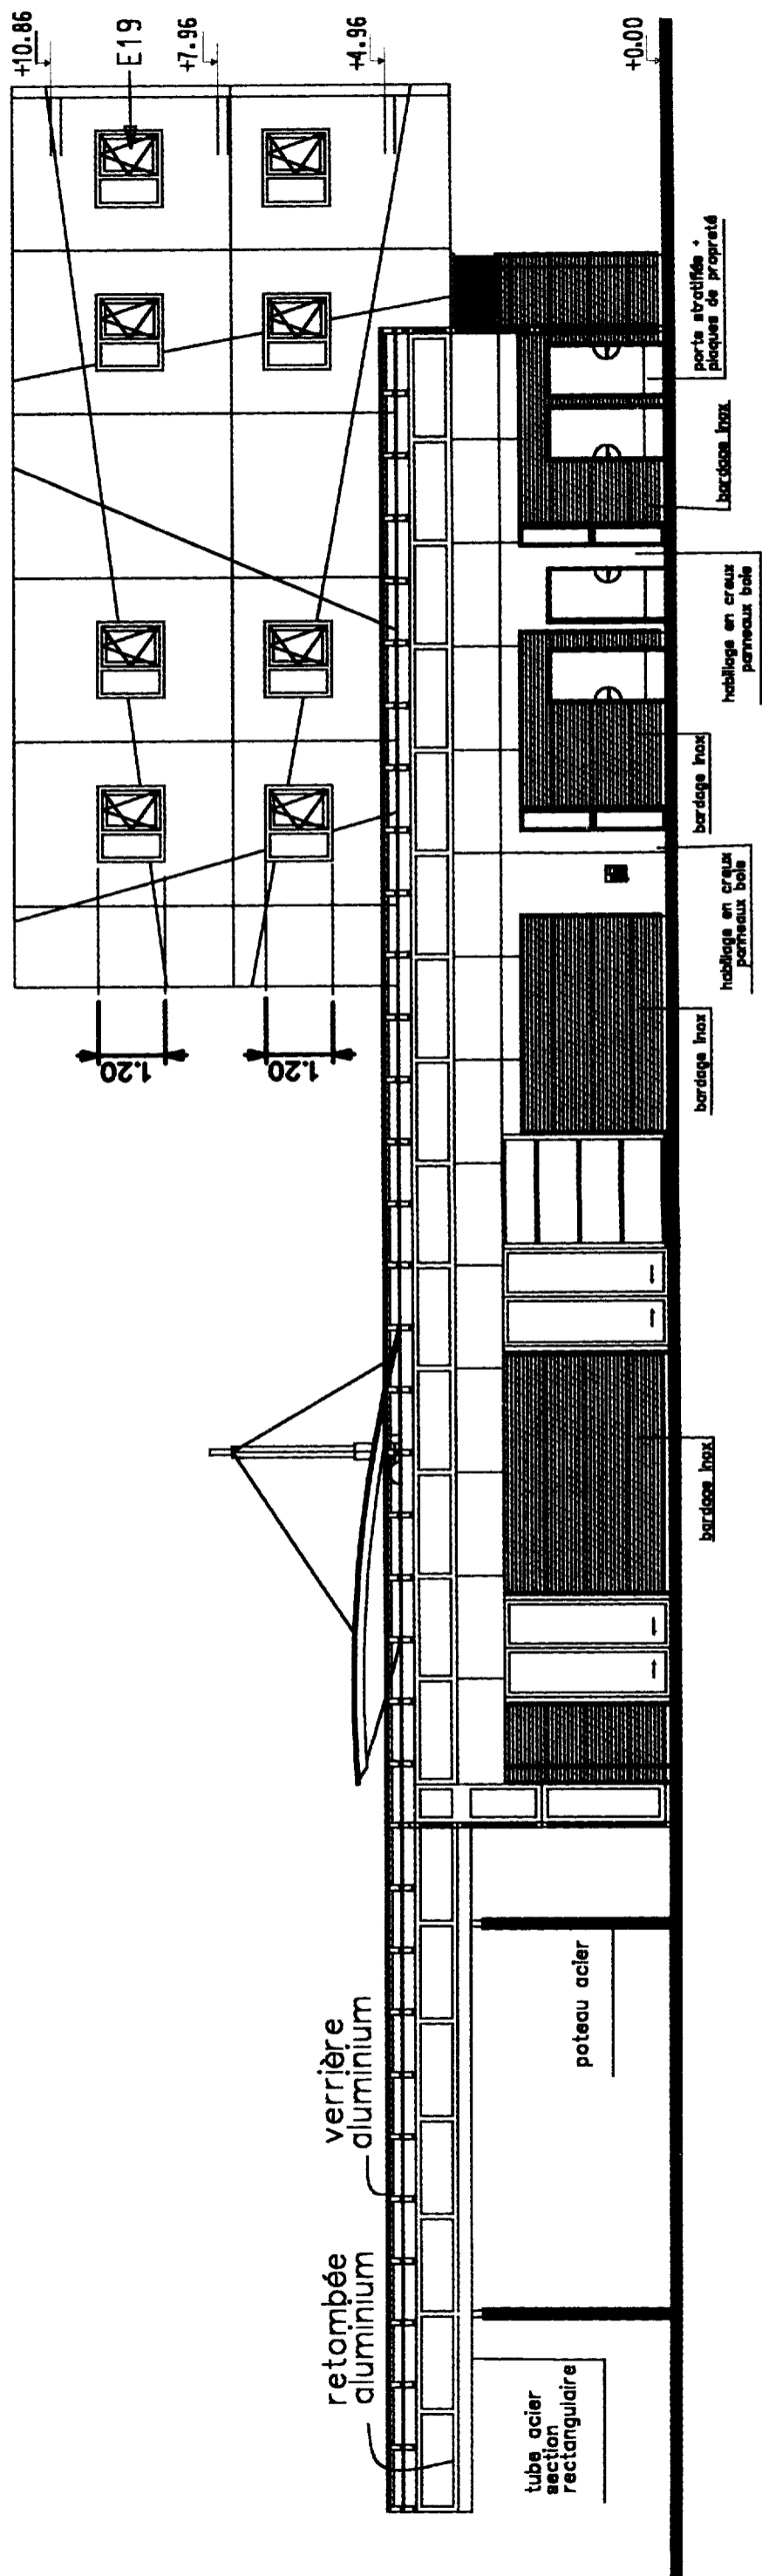 retombée
aluminium
verrière
aluminium
+10.86
E19
+7.96
+4.96
+0.00
1.20
1.20
tube acier
section
rectangulaire
poteau acier
bardage inox
bardage inox
habillage en creux
panneaux bois
bardage inox
habillage en creux
panneaux bois
bardage inox
porte stratifiée +
plaques de propreté